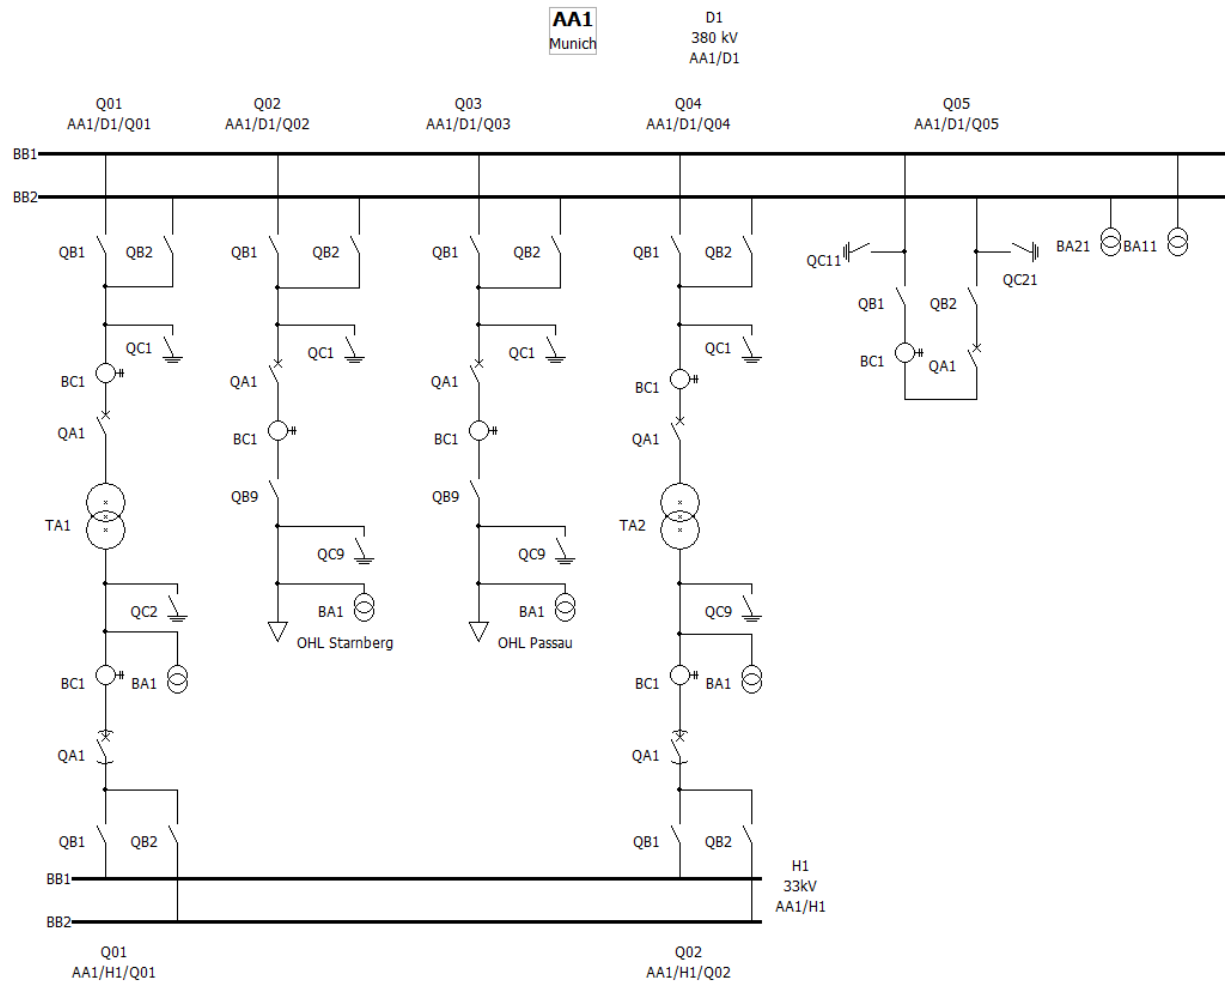 AA1
Munich
D1
380 kV
AA1/D1
Q01
AA1/D1/Q01
Q02
AA1/D1/Q02
Q03
AA1/D1/Q03
Q04
AA1/D1/Q04
Q05
AA1/D1/Q05
BB1
BB2
QB1
QB2
QB1
QB2
QB1
QB2
QB1
QB2
QC11
QC21
BA21
BA11
QB1
QB2
QC1
QC1
QC1
QC1
BC1
QA1
BC1
QA1
QA1
BC1
QA1
QA1
BC1
BC1
QA1
QB9
QB9
TA1
TA2
QC9
QC9
QC2
BA1
BA1
QC9
OHL Starnberg
OHL Passau
BC1
BA1
BC1
BA1
QA1
QA1
QB1
QB2
QB1
QB2
BB1
BB2
H1
33kV
AA1/H1
Q01
AA1/H1/Q01
Q02
AA1/H1/Q02